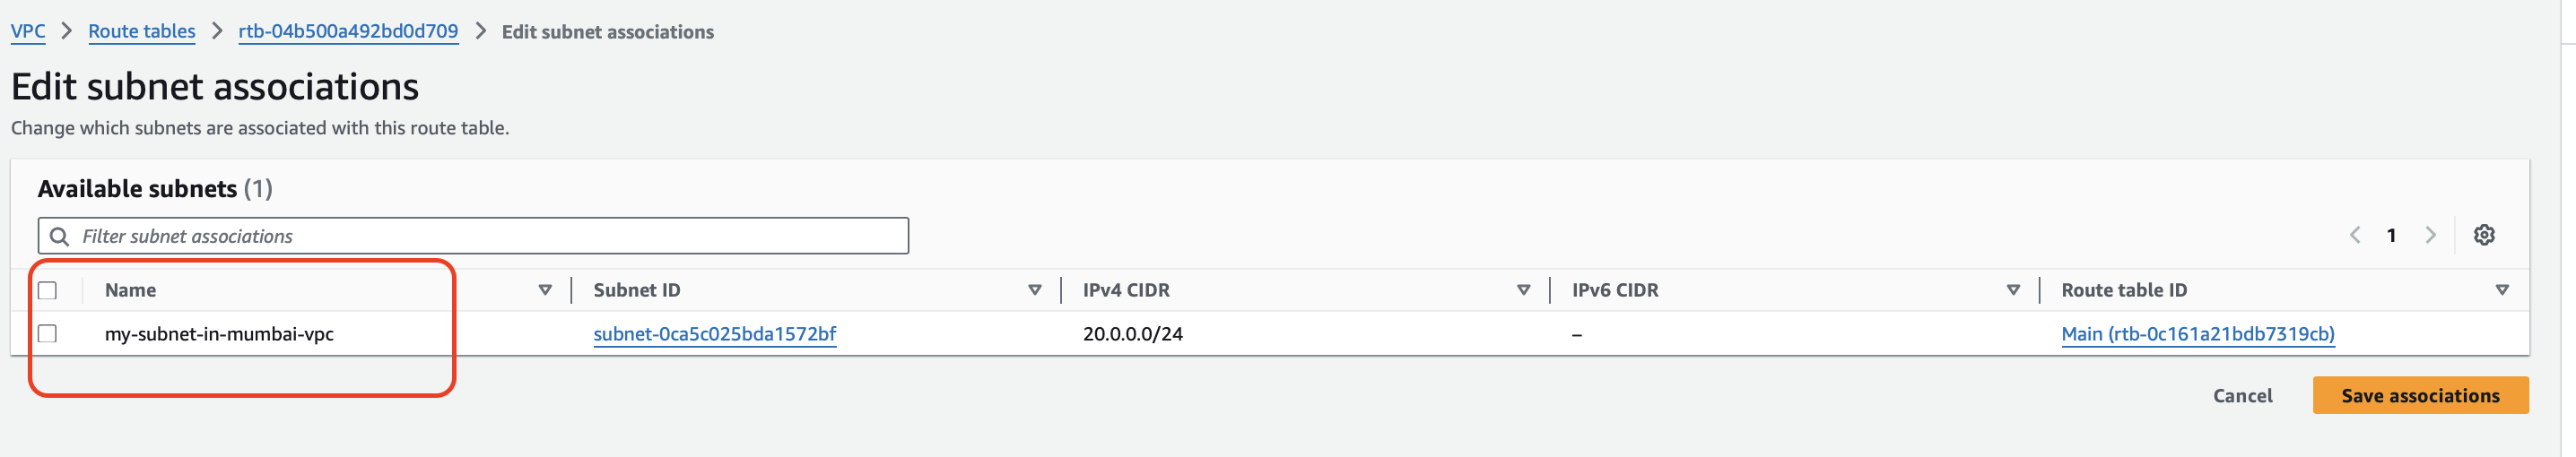 VPC > Route tables > rtb-04b500a492bd0d709 > Edit subnet associations
Edit subnet associations
Change which subnets are associated with this route table.
Available subnets (1)
Filter subnet associations
1
Name Subnet ID IPv4 CIDR IPv6 CIDR Route table ID
my-subnet-in-mumbai-vpc subnet-0ca5c025bda1572bf 20.0.0.0/24 – Main (rtb-0c161a21bdb7319cb)
Cancel Save associations